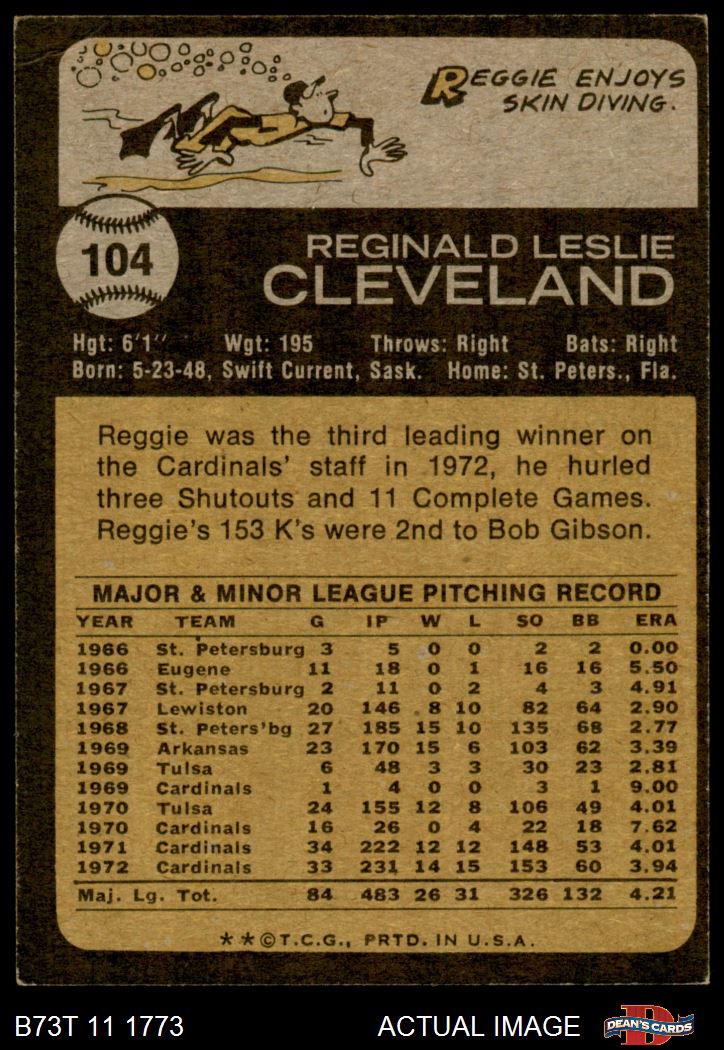 REGGIE ENJOYS
SKIN DIVING.
104
REGINALD LESLIE
CLEVELAND
Hgt: 6'1" Wgt: 195 Throws: Right Bats: Right
Born: 5-23-48, Swift Current, Sask. Home: St. Peters., Fla.
Reggie was the third leading winner on
the Cardinals' staff in 1972, he hurled
three Shutouts and 11 Complete Games.
Reggie's 153 K's were 2nd to Bob Gibson.
MAJOR & MINOR LEAGUE PITCHING RECORD
YEAR TEAM G IP W L SO BB ERA
1966 St. Petersburg 3 5 0 0 2 2 0.00
1966 Eugene 11 18 0 1 16 16 5.50
1967 St. Petersburg 2 11 0 2 4 3 4.91
1967 Lewiston 20 146 8 10 82 64 2.90
1968 St. Peters'bg 27 185 15 10 135 68 2.77
1969 Arkansas 23 170 15 6 103 62 3.39
1969 Tulsa 6 48 3 3 30 23 2.81
1969 Cardinals 1 4 0 0 3 1 9.00
1970 Tulsa 24 155 12 8 106 49 4.01
1970 Cardinals 16 26 0 4 22 18 7.62
1971 Cardinals 34 222 12 12 148 53 4.01
1972 Cardinals 33 231 14 15 153 60 3.94
Maj. Lg. Tot. 84 483 26 31 326 132 4.21
**©T.C.G., PRTD. IN U.S.A.
B73T 11 1773 ACTUAL IMAGE D DEAN'S CARDS